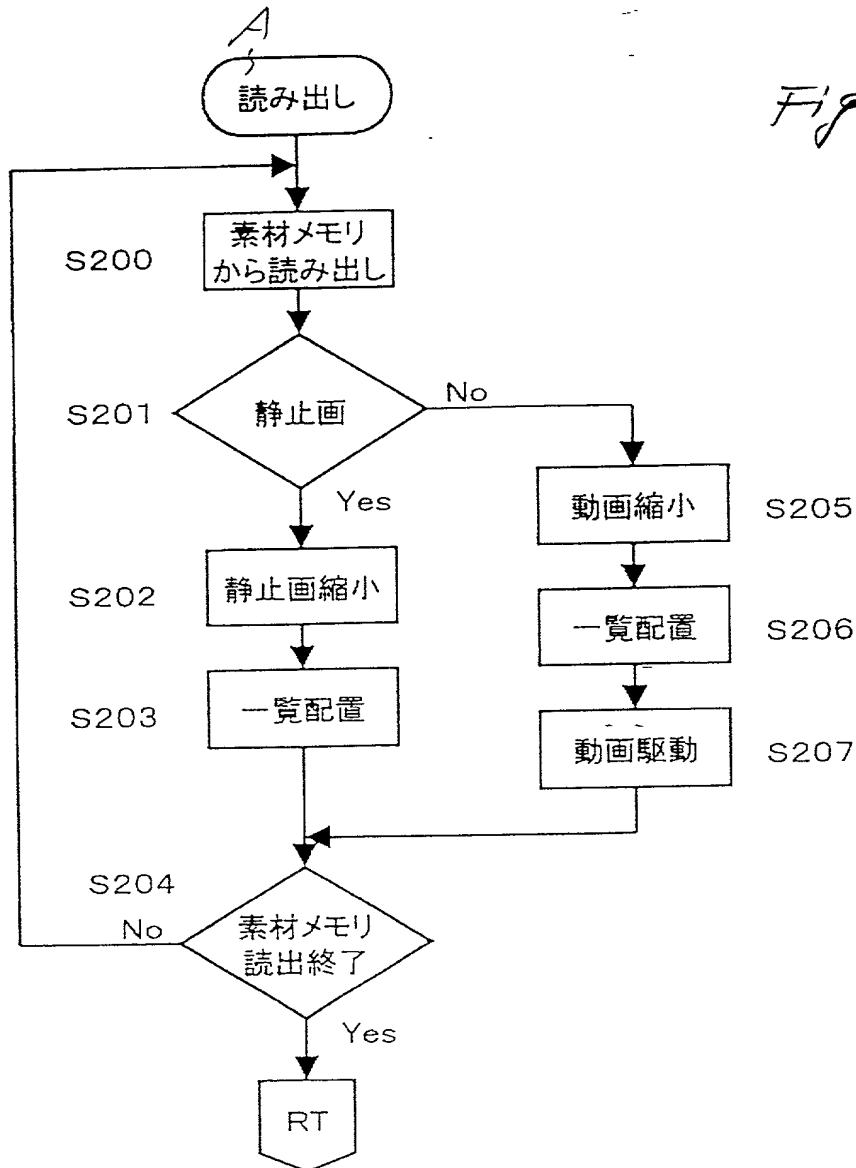 A
読み出し
Fig
素材メモリ
から読み出し
S200
静止画
S201
No
Yes
動画縮小
S205
静止画縮小
S202
一覧配置
S206
一覧配置
S203
動画駆動
S207
S204
No
素材メモリ
読出終了
Yes
RT